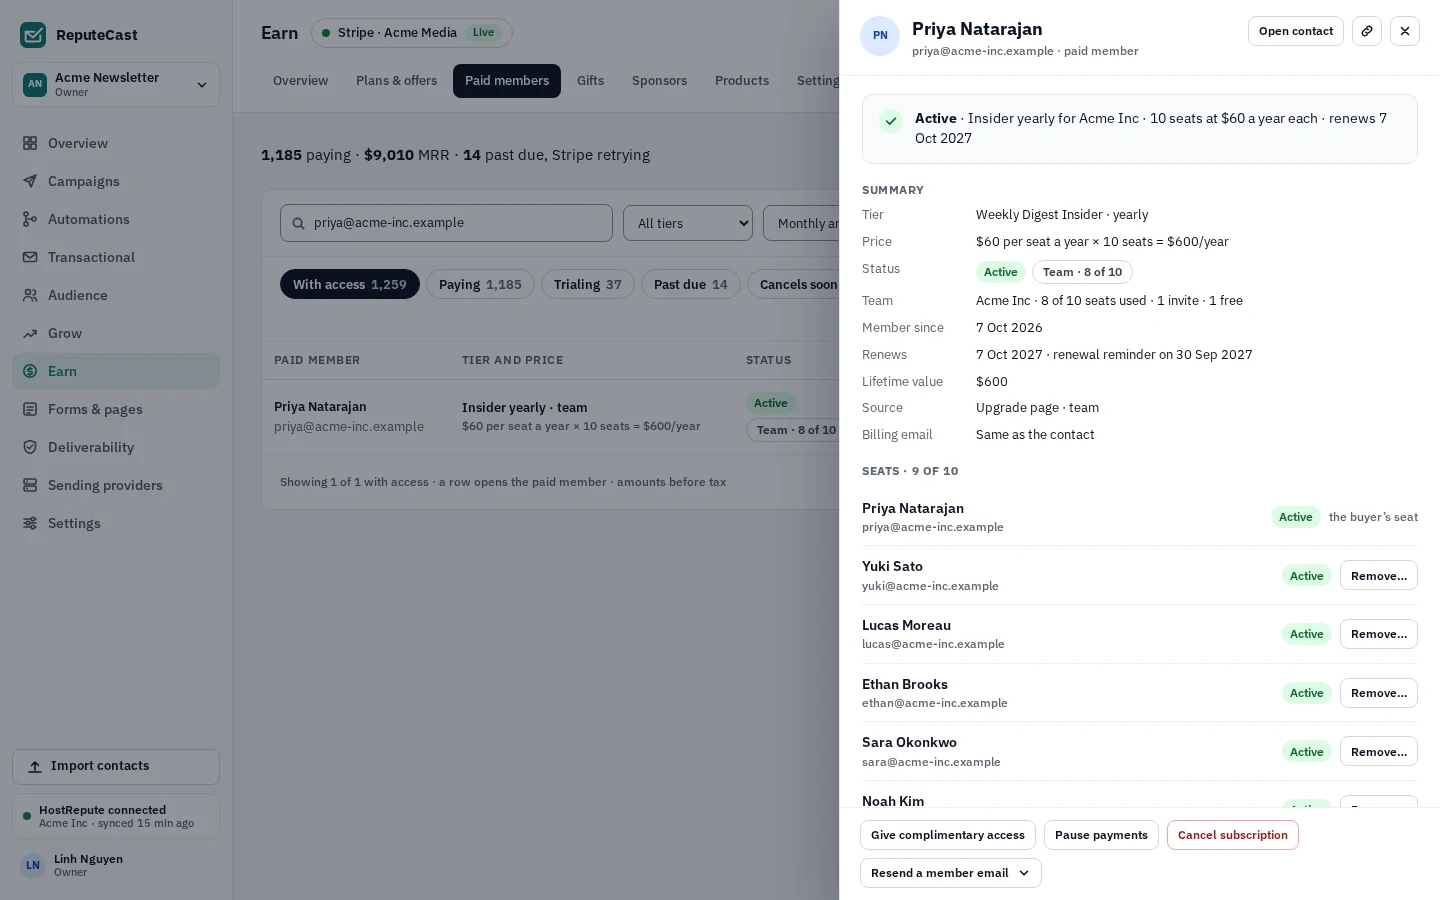 ReputeCast
AN
Acme Newsletter
Owner
Overview
Campaigns
Automations
Transactional
Audience
Grow
Earn
Forms & pages
Deliverability
Sending providers
Settings
Import contacts
HostRepute connected
Acme Inc · synced 15 min ago
LN
Linh Nguyen
Owner
Earn
Stripe · Acme Media Live
Overview Plans & offers Paid members Gifts Sponsors Products Setting
1,185 paying · $9,010 MRR · 14 past due, Stripe retrying
priya@acme-inc.example
All tiers
Monthly an
With access 1,259 Paying 1,185 Trialing 37 Past due 14 Cancels soon
PAID MEMBER TIER AND PRICE STATUS
Priya Natarajan
priya@acme-inc.example
Insider yearly · team
$60 per seat a year × 10 seats = $600/year
Active
Team · 8 of 10
Showing 1 of 1 with access · a row opens the paid member · amounts before tax
PN
Priya Natarajan
priya@acme-inc.example · paid member
Open contact
Active · Insider yearly for Acme Inc · 10 seats at $60 a year each · renews 7
Oct 2027
SUMMARY
Tier Weekly Digest Insider · yearly
Price $60 per seat a year × 10 seats = $600/year
Status Active Team · 8 of 10
Team Acme Inc · 8 of 10 seats used · 1 invite · 1 free
Member since 7 Oct 2026
Renews 7 Oct 2027 · renewal reminder on 30 Sep 2027
Lifetime value $600
Source Upgrade page · team
Billing email Same as the contact
SEATS · 9 OF 10
Priya Natarajan
priya@acme-inc.example
Active the buyer’s seat
Yuki Sato
yuki@acme-inc.example
Active Remove…
Lucas Moreau
lucas@acme-inc.example
Active Remove…
Ethan Brooks
ethan@acme-inc.example
Active Remove…
Sara Okonkwo
sara@acme-inc.example
Active Remove…
Noah Kim
Give complimentary access Pause payments Cancel subscription
Resend a member email